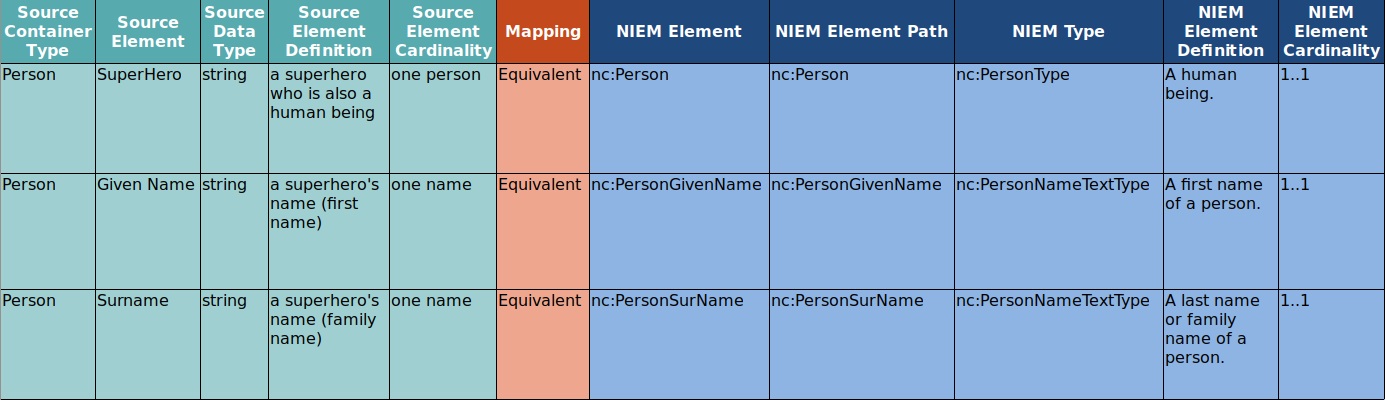 Source Container Type
Source Element
Source Data Type
Source Element Definition
Source Element Cardinality
Mapping
NIEM Element
NIEM Element Path
NIEM Type
NIEM Element Definition
NIEM Element Cardinality
Person
SuperHero
string
a superhero
who is also a
human being
one person
Equivalent
nc:Person
nc:Person
nc:PersonType
A human
being.
1..1
Person
Given Name
string
a superhero's
name (first
name)
one name
Equivalent
nc:PersonGivenName
nc:PersonGivenName
nc:PersonNameTextType
A first name
of a person.
1..1
Person
Surname
string
a superhero's
name (family
name)
one name
Equivalent
nc:PersonSurName
nc:PersonSurName
nc:PersonNameTextType
A last name
or family
name of a
person.
1..1